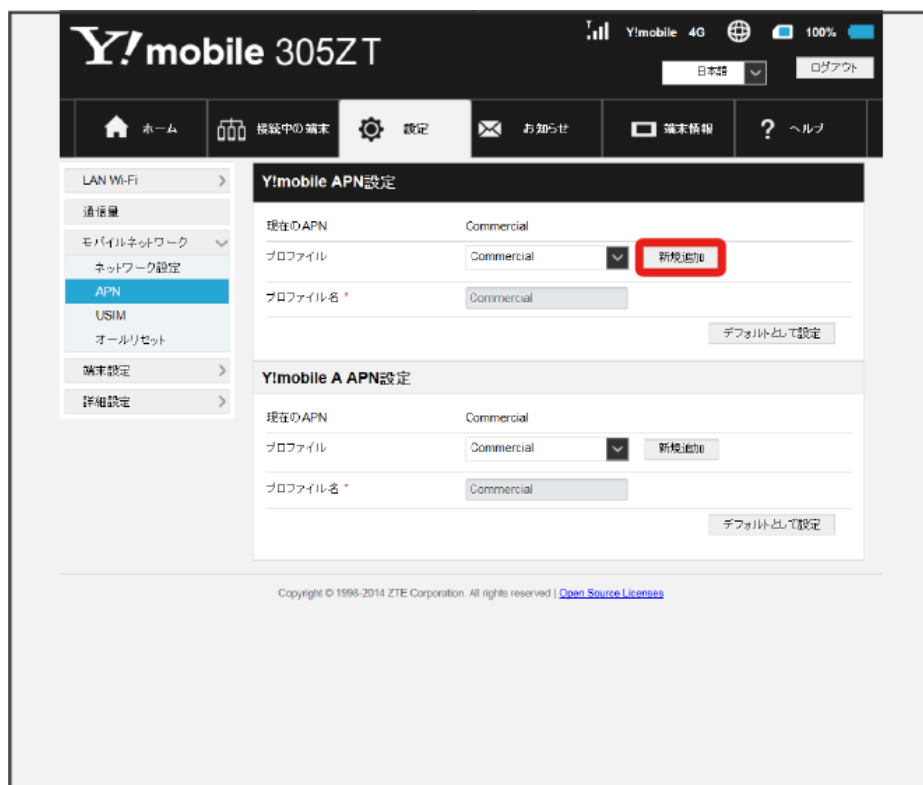 Y! mobile 305ZT
Y!mobile 4G 100%
日本語 ログアウト
ホーム 接続中の端末 設定 お知らせ 端末情報 ? ヘルプ
LAN Wi-Fi
通信量
モバイルネットワーク
ネットワーク設定
APN
USIM
オールリセット
端末設定
詳細設定
Y!mobile APN設定
現在のAPN Commercial
プロファイル Commercial 新規追加
プロファイル名 * Commercial
デフォルトとして設定
Y!mobile A APN設定
現在のAPN Commercial
プロファイル Commercial 新規追加
プロファイル名 * Commercial
デフォルトとして設定
Copyright © 1998-2014 ZTE Corporation. All rights reserved | Open Source Licenses